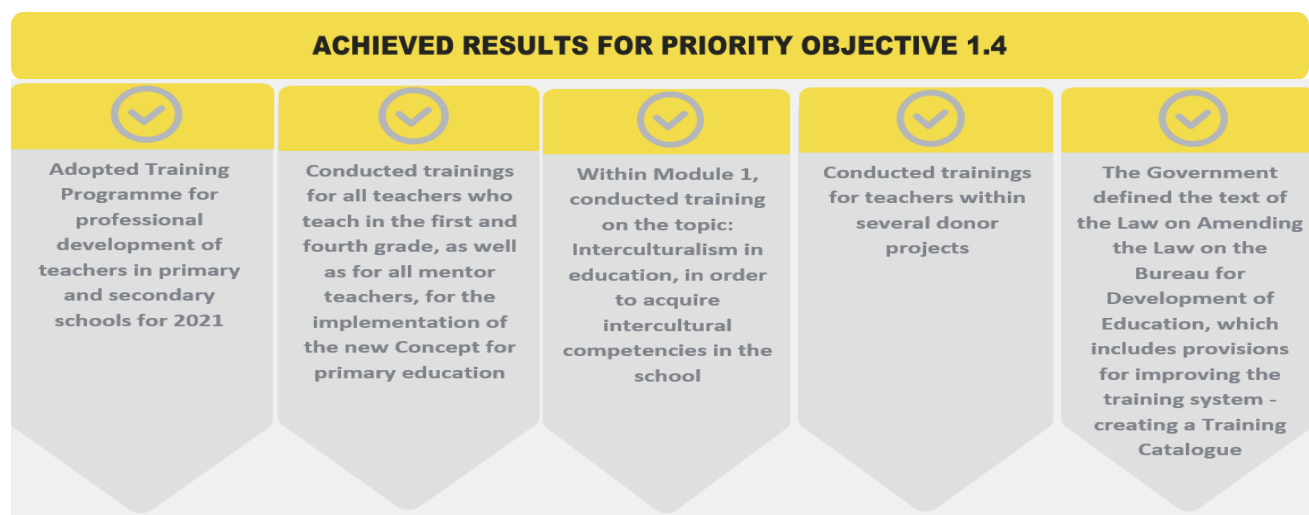 ACHIEVED RESULTS FOR PRIORITY OBJECTIVE 1.4
Adopted Training
Programme for
professional
development of
teachers in primary
and secondary
schools for 2021
Conducted trainings
for all teachers who
teach in the first and
fourth grade, as well
as for all mentor
teachers, for the
implementation of
the new Concept for
primary education
Within Module 1,
conducted training
on the topic:
Interculturalism in
education, in order
to acquire
intercultural
competencies in the
school
Conducted trainings
for teachers within
several donor
projects
The Government
defined the text of
the Law on Amending
the Law on the
Bureau for
Development of
Education, which
includes provisions
for improving the
training system -
creating a Training
Catalogue